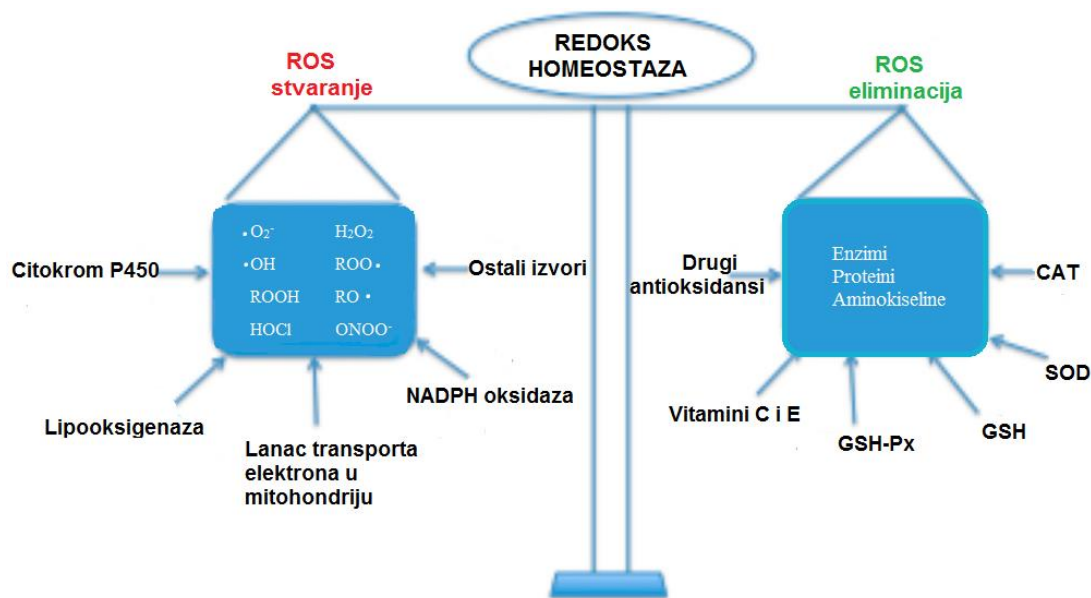 REDOKS
HOMEOSTAZA
ROS
stvaranje
ROS
eliminacija
•O₂⁻ H₂O₂
•OH ROO•
ROOH RO•
HOCl ONOO⁻
Citokrom P450
Ostali izvori
Lipooksigenaza
Lanac transporta
elektrona u
mitohondriju
NADPH oksidaza
Enzimi
Proteini
Aminokiseline
Drugi
antioksidansi
CAT
SOD
Vitamini C i E
GSH-Px
GSH